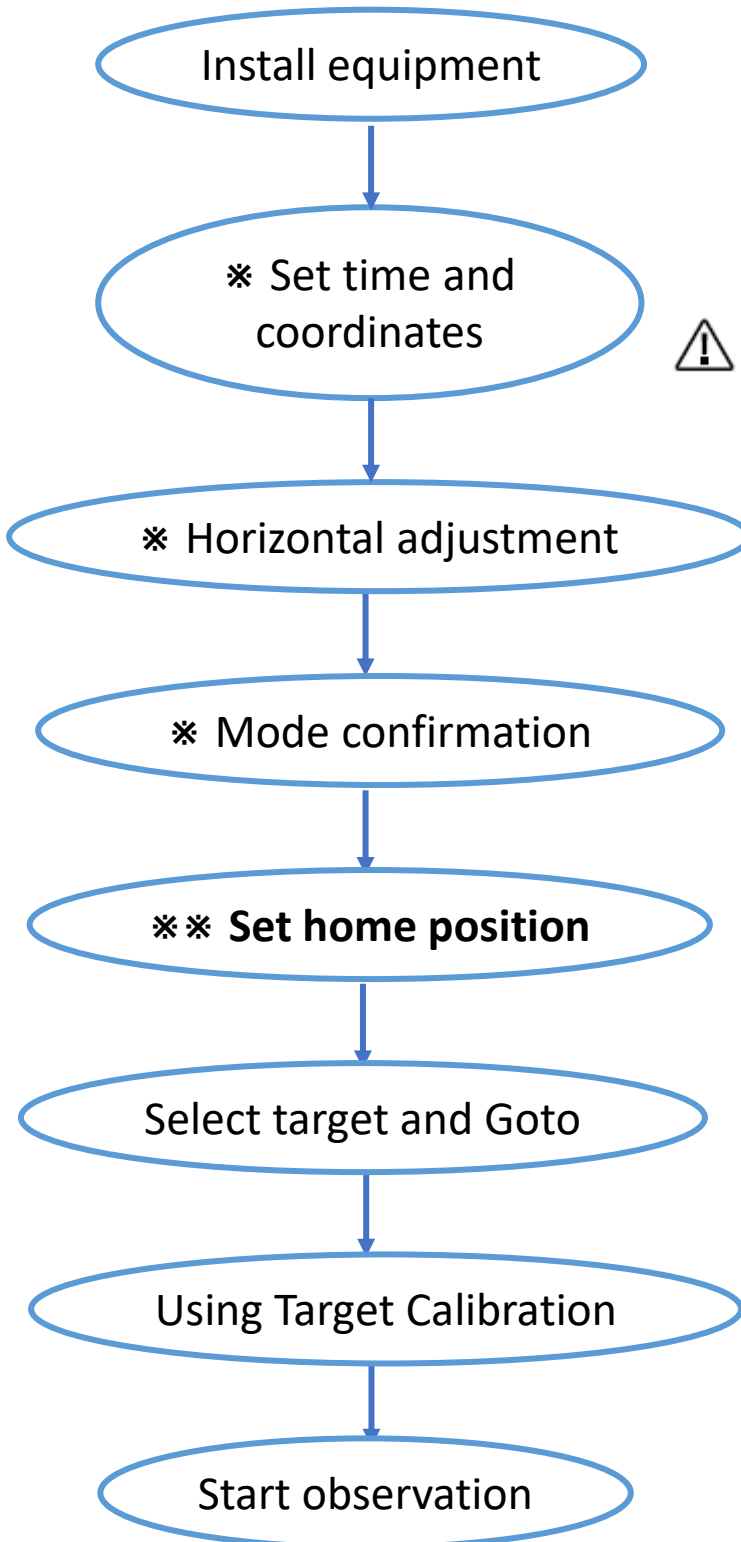 Install equipment
※ Set time and
coordinates
※ Horizontal adjustment
※ Mode confirmation
※※ Set home position
Select target and Goto
Using Target Calibration
Start observation